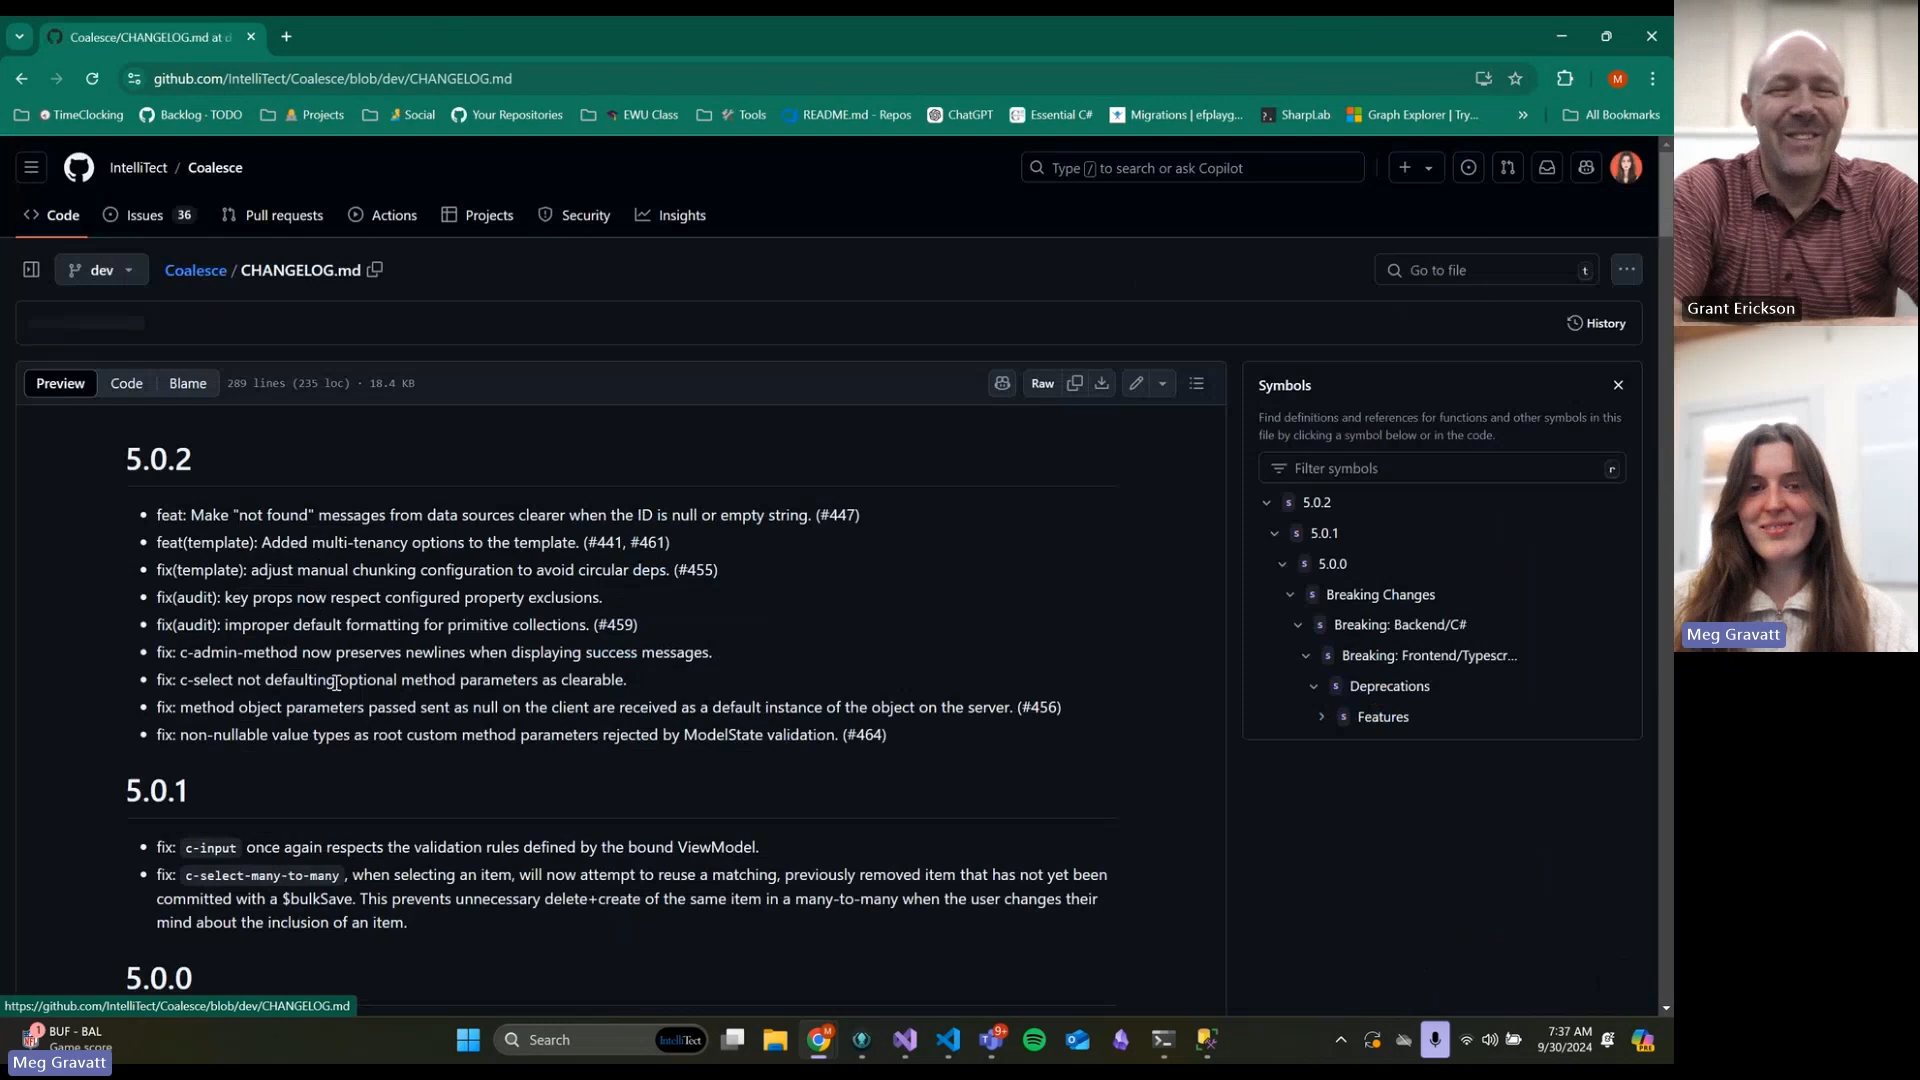 Coalesce/CHANGELOG.md at d
github.com/IntelliTect/Coalesce/blob/dev/CHANGELOG.md
TimeClocking
Backlog · TODO
Projects
Social
Your Repositories
EWU Class
Tools
README.md - Repos
ChatGPT
Essential C#
Migrations | efplayg...
SharpLab
Graph Explorer | Try...
All Bookmarks
IntelliTect / Coalesce
Type / to search or ask Copilot
Code
Issues 36
Pull requests
Actions
Projects
Security
Insights
dev
Coalesce / CHANGELOG.md
Go to file t
History
Preview
Code
Blame
289 lines (235 loc) · 18.4 KB
Raw
5.0.2
feat: Make "not found" messages from data sources clearer when the ID is null or empty string. (#447)
feat(template): Added multi-tenancy options to the template. (#441, #461)
fix(template): adjust manual chunking configuration to avoid circular deps. (#455)
fix(audit): key props now respect configured property exclusions.
fix(audit): improper default formatting for primitive collections. (#459)
fix: c-admin-method now preserves newlines when displaying success messages.
fix: c-select not defaulting optional method parameters as clearable.
fix: method object parameters passed sent as null on the client are received as a default instance of the object on the server. (#456)
fix: non-nullable value types as root custom method parameters rejected by ModelState validation. (#464)
5.0.1
fix: c-input once again respects the validation rules defined by the bound ViewModel.
fix: c-select-many-to-many, when selecting an item, will now attempt to reuse a matching, previously removed item that has not yet been
committed with a $bulkSave. This prevents unnecessary delete+create of the same item in a many-to-many when the user changes their
mind about the inclusion of an item.
5.0.0
Symbols
Find definitions and references for functions and other symbols in this
file by clicking a symbol below or in the code.
Filter symbols r
s 5.0.2
s 5.0.1
s 5.0.0
s Breaking Changes
s Breaking: Backend/C#
s Breaking: Frontend/Typescr...
s Deprecations
s Features
https://github.com/IntelliTect/Coalesce/blob/dev/CHANGELOG.md
1
BUF - BAL
Game score
Meg Gravatt
Search
IntelliTect
M
9+
7:37 AM
9/30/2024
PRE
M
Grant Erickson
Meg Gravatt